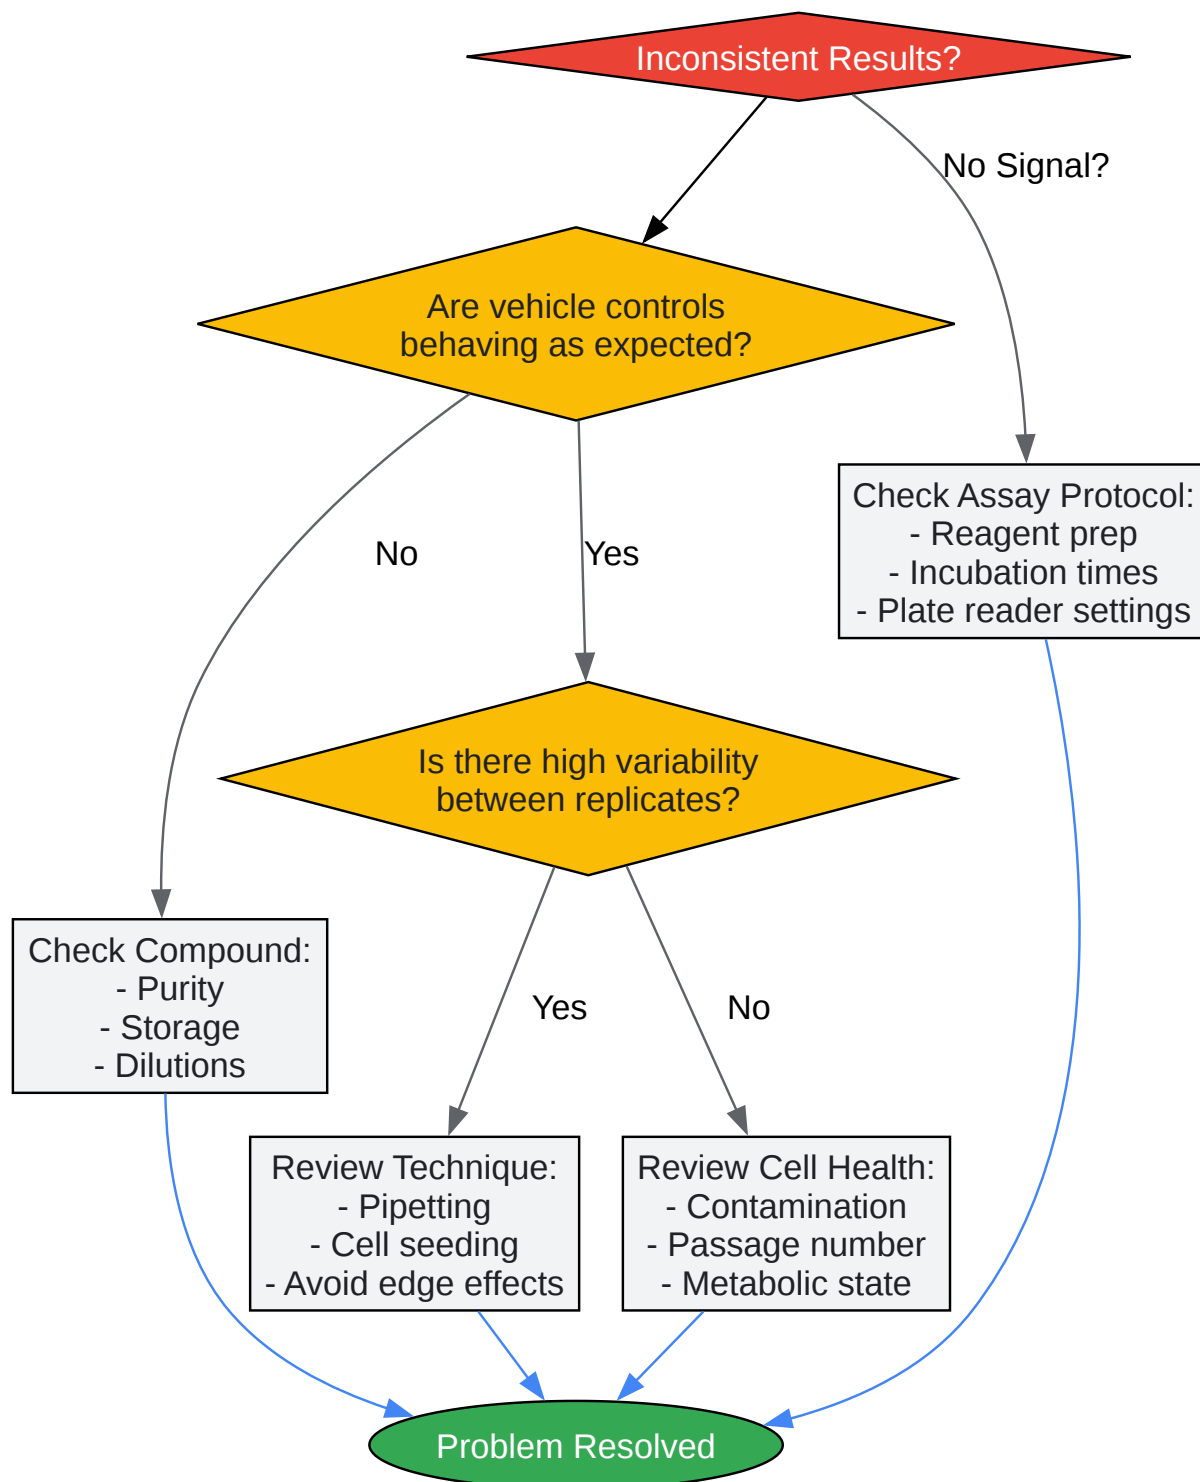 Inconsistent Results?
No Signal?
Are vehicle controls
behaving as expected?
Check Assay Protocol:
- Reagent prep
- Incubation times
- Plate reader settings
No
Yes
Is there high variability
between replicates?
Check Compound:
- Purity
- Storage
- Dilutions
Yes
No
Review Technique:
- Pipetting
- Cell seeding
- Avoid edge effects
Review Cell Health:
- Contamination
- Passage number
- Metabolic state
Problem Resolved